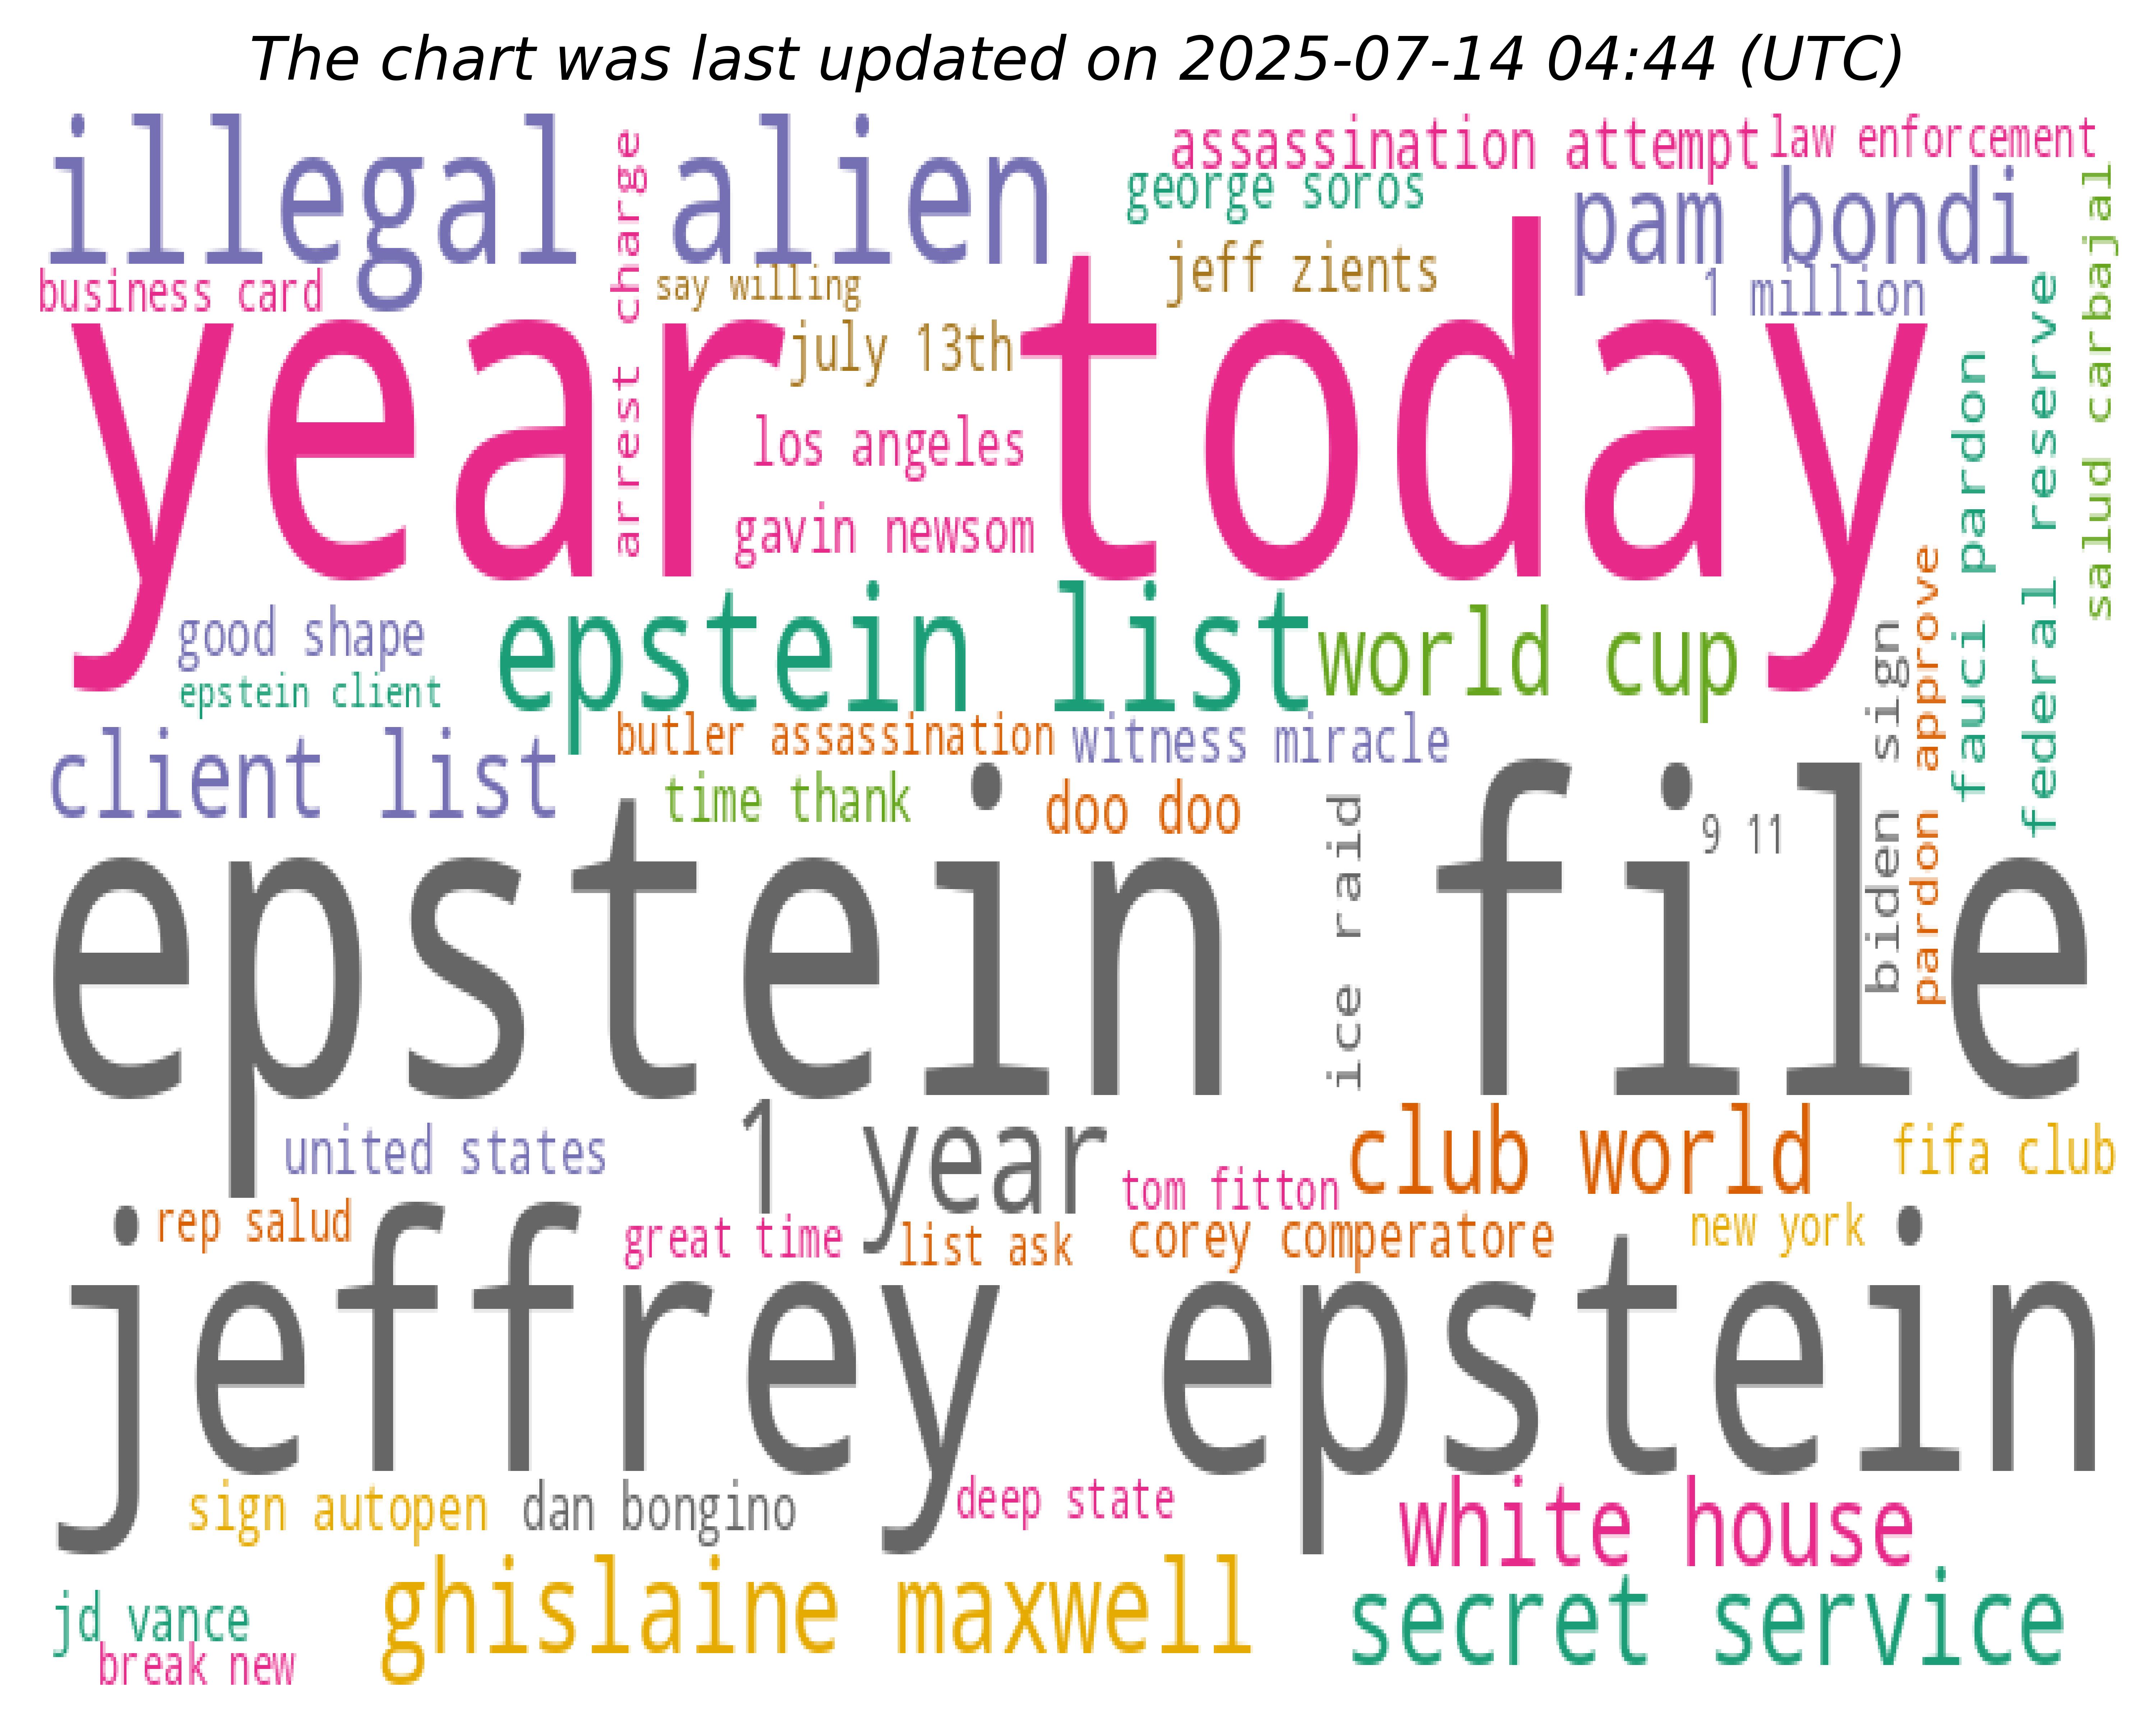 The chart was last updated on 2025-07-14 04:44 (UTC)
illegal alien
assassination attempt
law enforcement
george soros
pam bondi
arrest charge
salud carbajal
business card
say willing
jeff zients
1 million
year today
july 13th
los angeles
gavin newsom
federal reserve
fauci pardon
pardon approve
biden sign
good shape
epstein list
world cup
epstein client
client list
butler assassination
witness miracle
time thank
doo doo
ice raid
9 11
epstein file
united states
1 year
club world
fifa club
tom fitton
rep salud
great time
list ask
corey comperatore
new york
jeffrey epstein
sign autopen
dan bongino
deep state
white house
ghislaine maxwell
secret service
jd vance
break new